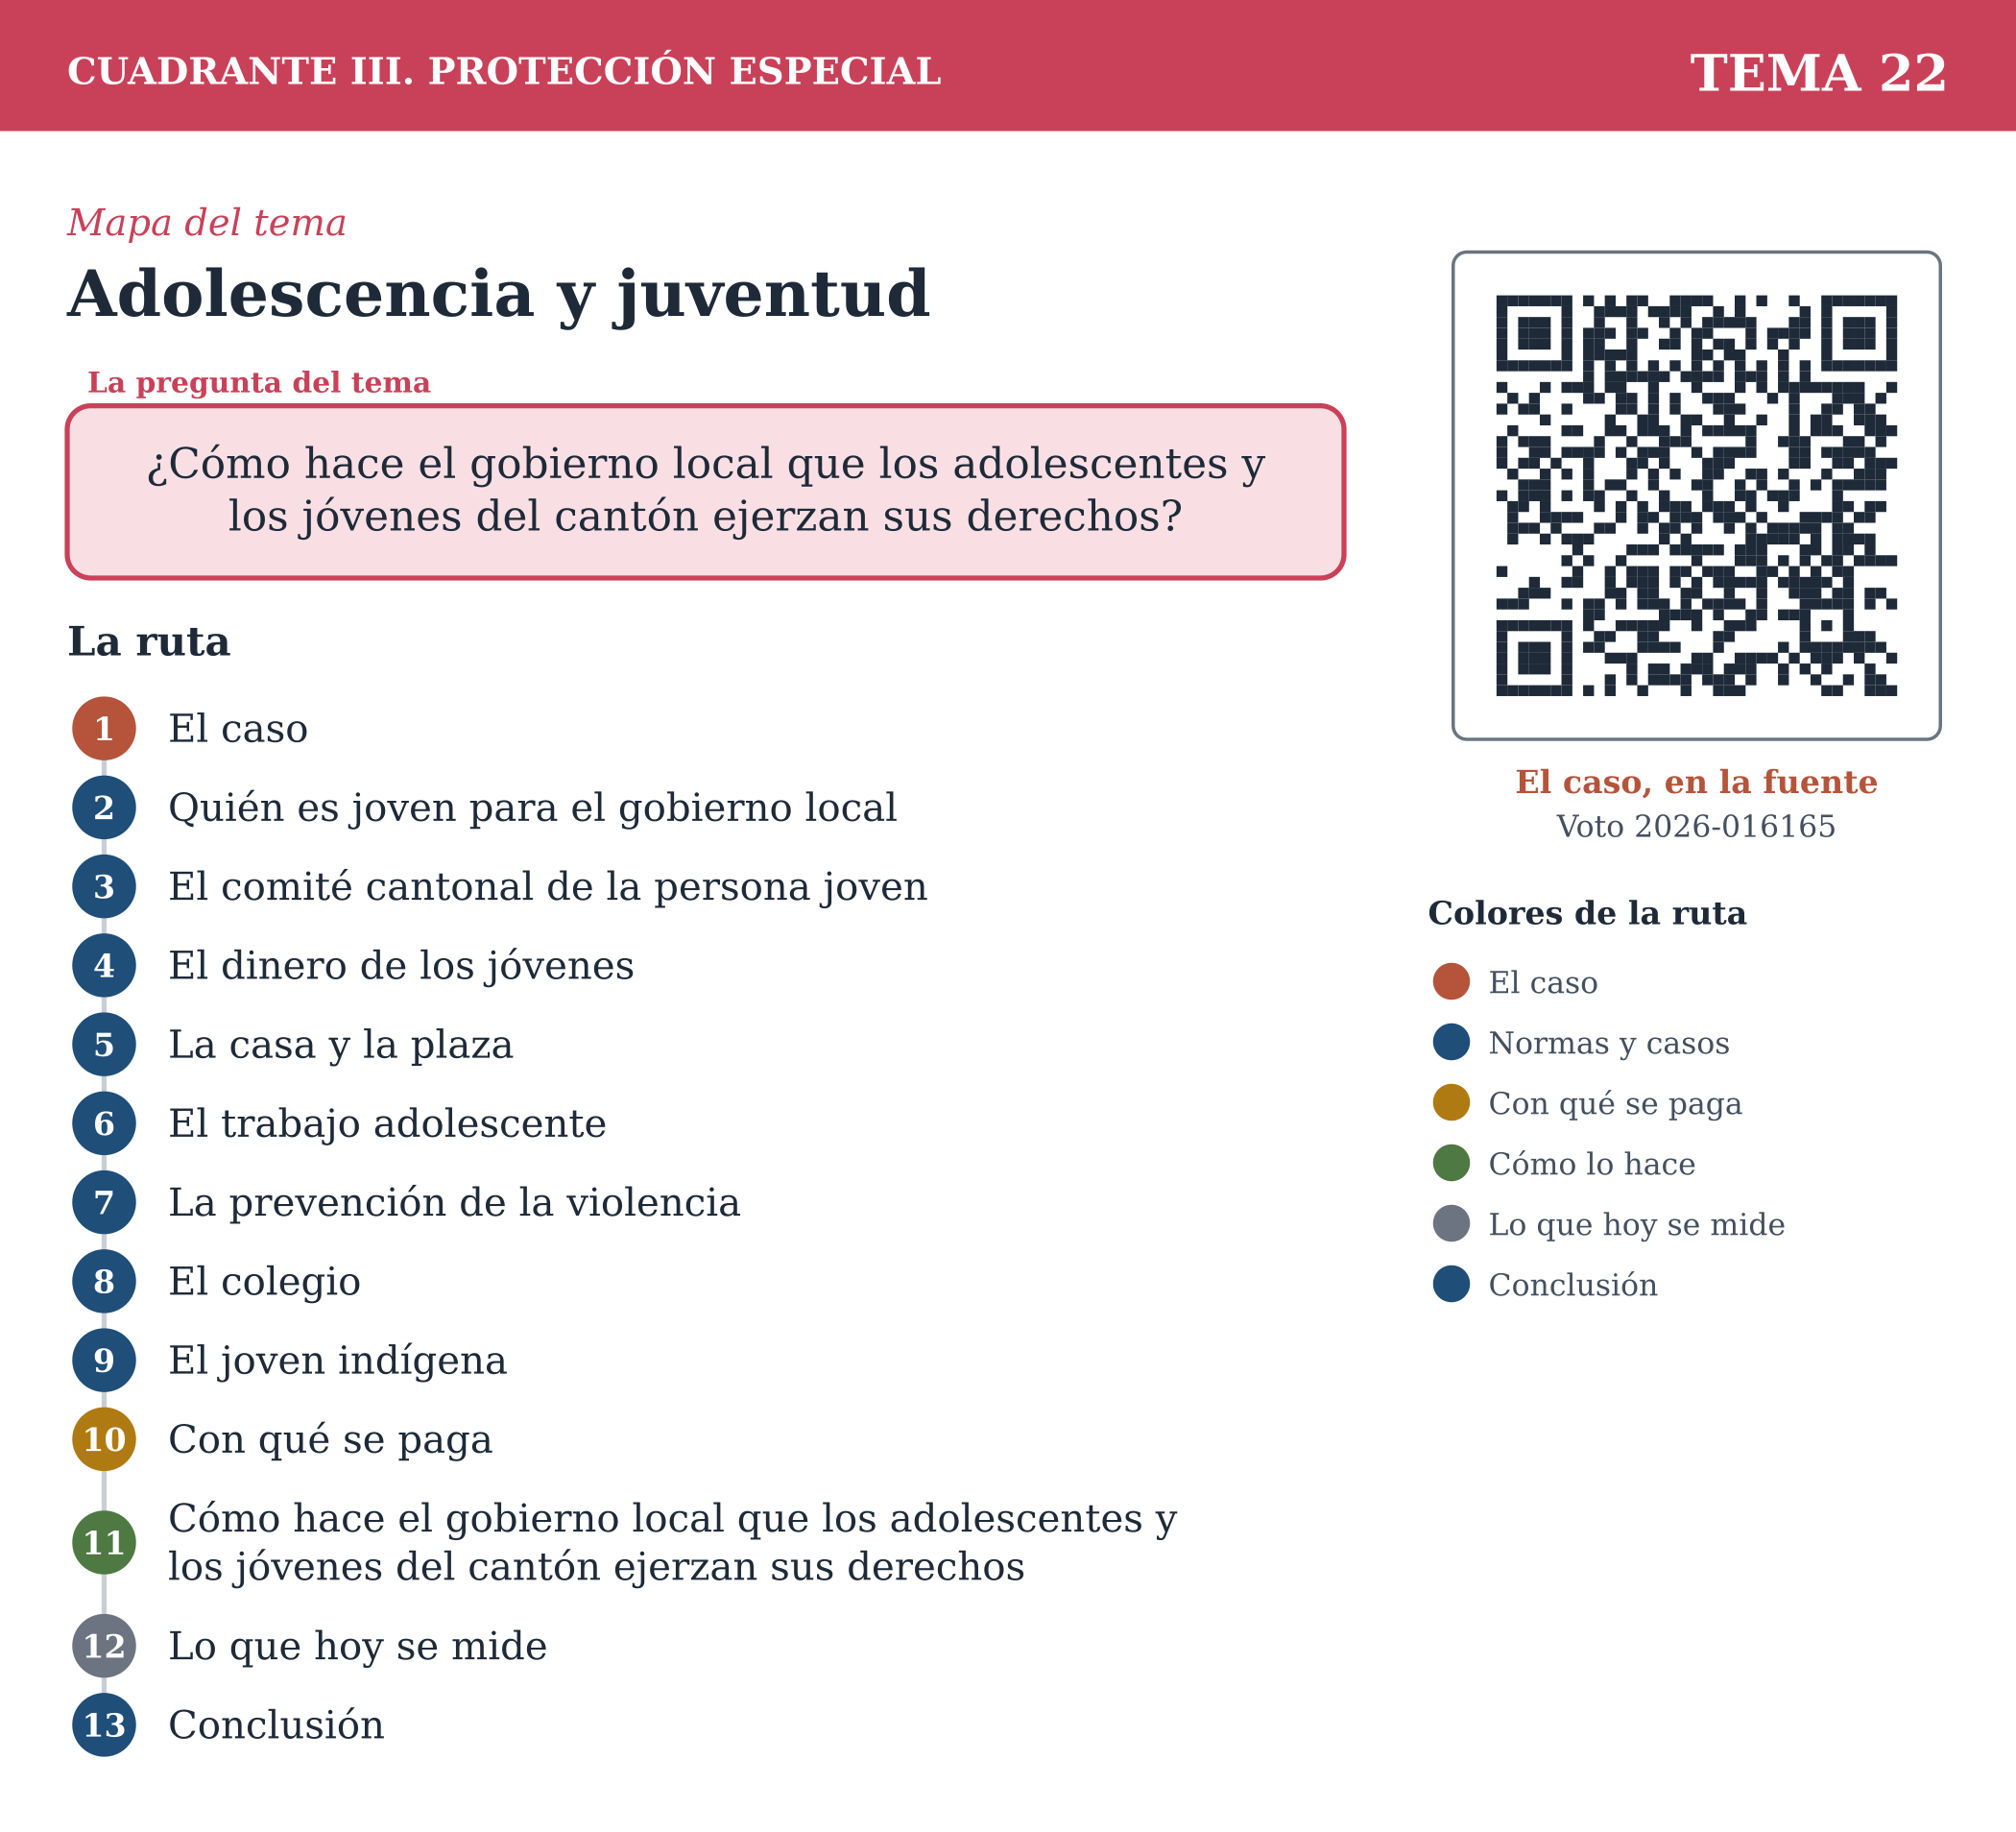 CUADRANTE III. PROTECCIÓN ESPECIAL
TEMA 22
Mapa del tema
Adolescencia y juventud
La pregunta del tema
¿Cómo hace el gobierno local que los adolescentes y
los jóvenes del cantón ejerzan sus derechos?
La ruta
1 El caso
2 Quién es joven para el gobierno local
3 El comité cantonal de la persona joven
4 El dinero de los jóvenes
5 La casa y la plaza
6 El trabajo adolescente
7 La prevención de la violencia
8 El colegio
9 El joven indígena
10 Con qué se paga
11 Cómo hace el gobierno local que los adolescentes y
los jóvenes del cantón ejerzan sus derechos
12 Lo que hoy se mide
13 Conclusión
El caso, en la fuente
Voto 2026-016165
Colores de la ruta
El caso
Normas y casos
Con qué se paga
Cómo lo hace
Lo que hoy se mide
Conclusión